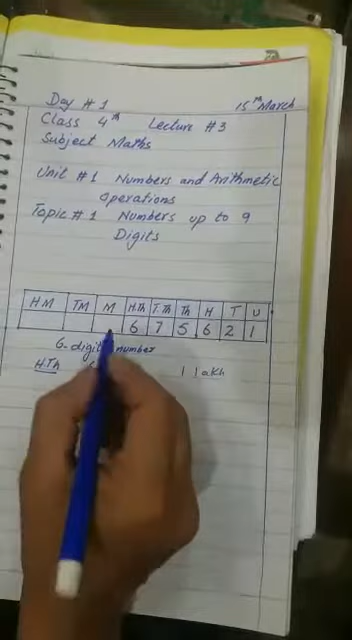 Day #1 15th March
Class 4th Lecture #3
Subject Maths
Unit #1 Numbers and Arithmetic
Operations
Topic #1 Numbers up to 9
Digits
HM TM M H.Th T.Th Th H T U
6 7 5 6 2 1
6-digit number
H.Th 1 lakh